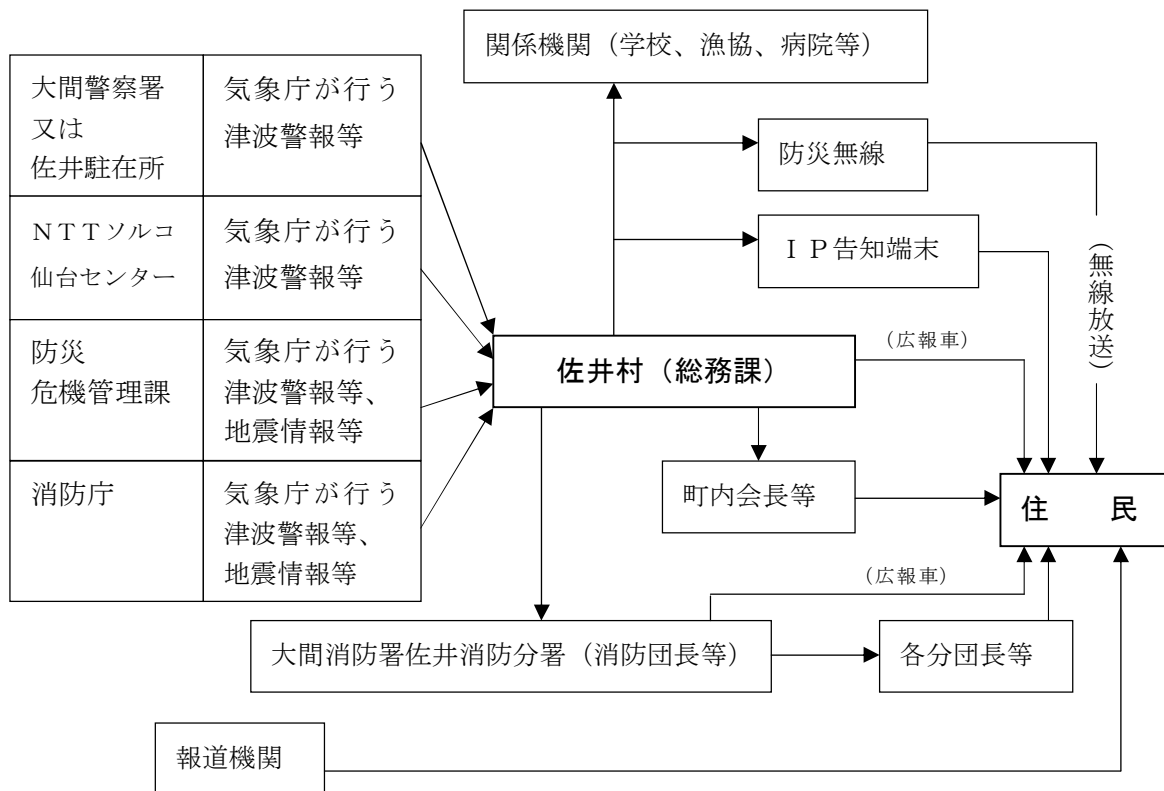 関係機関（学校、漁協、病院等）
大間警察署
又は
佐井駐在所
気象庁が行う
津波警報等
ＮＴＴソルコ
仙台センター
気象庁が行う
津波警報等
防災
危機管理課
気象庁が行う
津波警報等、
地震情報等
消防庁
気象庁が行う
津波警報等、
地震情報等
防災無線
ＩＰ告知端末
（無線放送）
佐井村（総務課）
（広報車）
町内会長等
住　民
（広報車）
大間消防署佐井消防分署（消防団長等）
各分団長等
報道機関